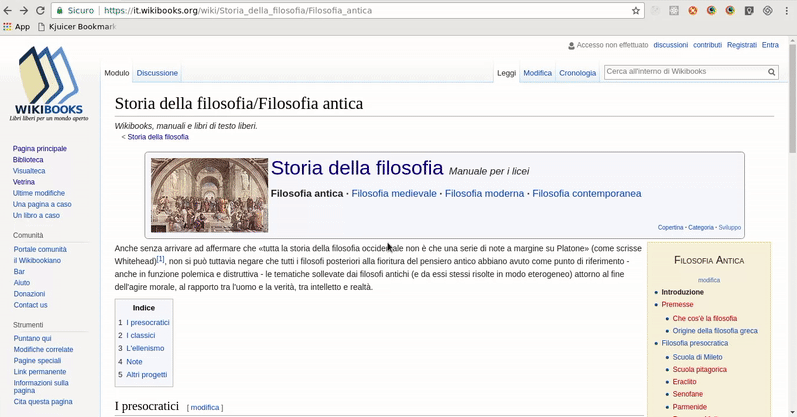 Sicuro https://it.wikibooks.org/wiki/Storia_della_filosofia/Filosofia_antica
App Kjuicer Bookmark
Accesso non effettuato discussioni contributi Registrati Entra
Modulo Discussione Leggi Modifica Cronologia Cerca all'interno di Wikibooks
WIKIBOOKS
Libri liberi per un mondo aperto
Pagina principale
Biblioteca
Visualteca
Vetrina
Ultime modifiche
Una pagina a caso
Un libro a caso
Comunità
Portale comunità
il Wikibookiano
Bar
Aiuto
Donazioni
Contact us
Strumenti
Puntano qui
Modifiche correlate
Pagine speciali
Link permanente
Informazioni sulla
pagina
Cita questa pagina
Storia della filosofia/Filosofia antica
Wikibooks, manuali e libri di testo liberi.
< Storia della filosofia
Storia della filosofia Manuale per i licei
Filosofia antica · Filosofia medievale · Filosofia moderna · Filosofia contemporanea
Copertina · Categoria · Sviluppo
Anche senza arrivare ad affermare che «tutta la storia della filosofia occidentale non è che una serie di note a margine su Platone» (come scrisse
Whitehead)[1], non si può tuttavia negare che tutti i filosofi posteriori alla fioritura del pensiero antico abbiano avuto come punto di riferimento -
anche in funzione polemica e distruttiva - le tematiche sollevate dai filosofi antichi (e da essi stessi risolte in modo eterogeneo) attorno al fine
dell'agire morale, al rapporto tra l'uomo e la verità, tra intelletto e realtà.
Indice
1 I presocratici
2 I classici
3 L'ellenismo
4 Note
5 Altri progetti
I presocratici [ modifica ]
Filosofia Antica
modifica
Introduzione
Premesse
Che cos'è la filosofia
Origine della filosofia greca
Filosofia presocratica
Scuola di Mileto
Scuola pitagorica
Eraclito
Senofane
Parmenide